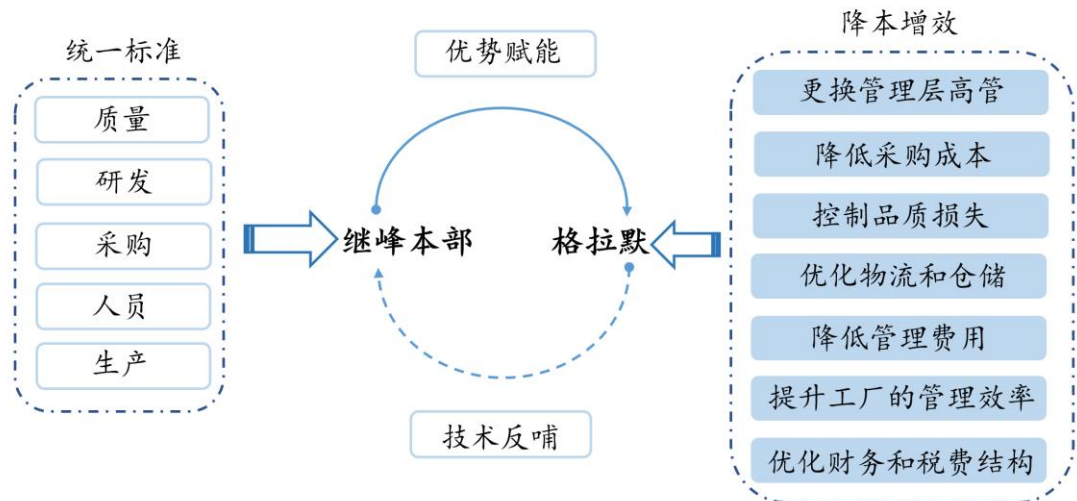 统一标准
质量
研发
采购
人员
生产
优势赋能
继峰本部
格拉默
技术反哺
降本增效
更换管理层高管
降低采购成本
控制品质损失
优化物流和仓储
降低管理费用
提升工厂的管理效率
优化财务和税费结构